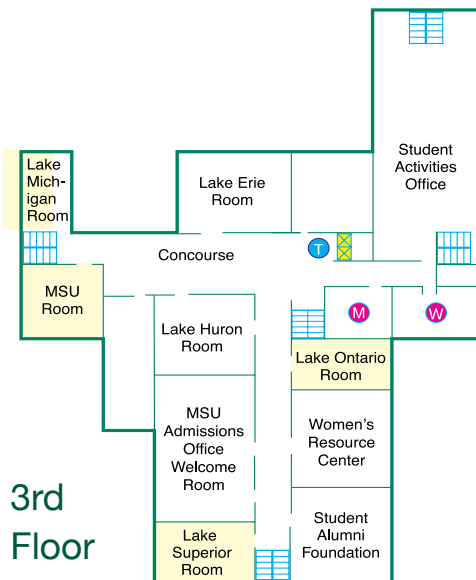 Student
Activities
Office
Lake
Mich-
igan
Room
Lake Erie
Room
T
Concourse
MSU
Room
M
W
Lake Huron
Room
Lake Ontario
Room
MSU
Admissions
Office
Welcome
Room
Women's
Resource
Center
3rd
Floor
Lake
Superior
Room
Student
Alumni
Foundation